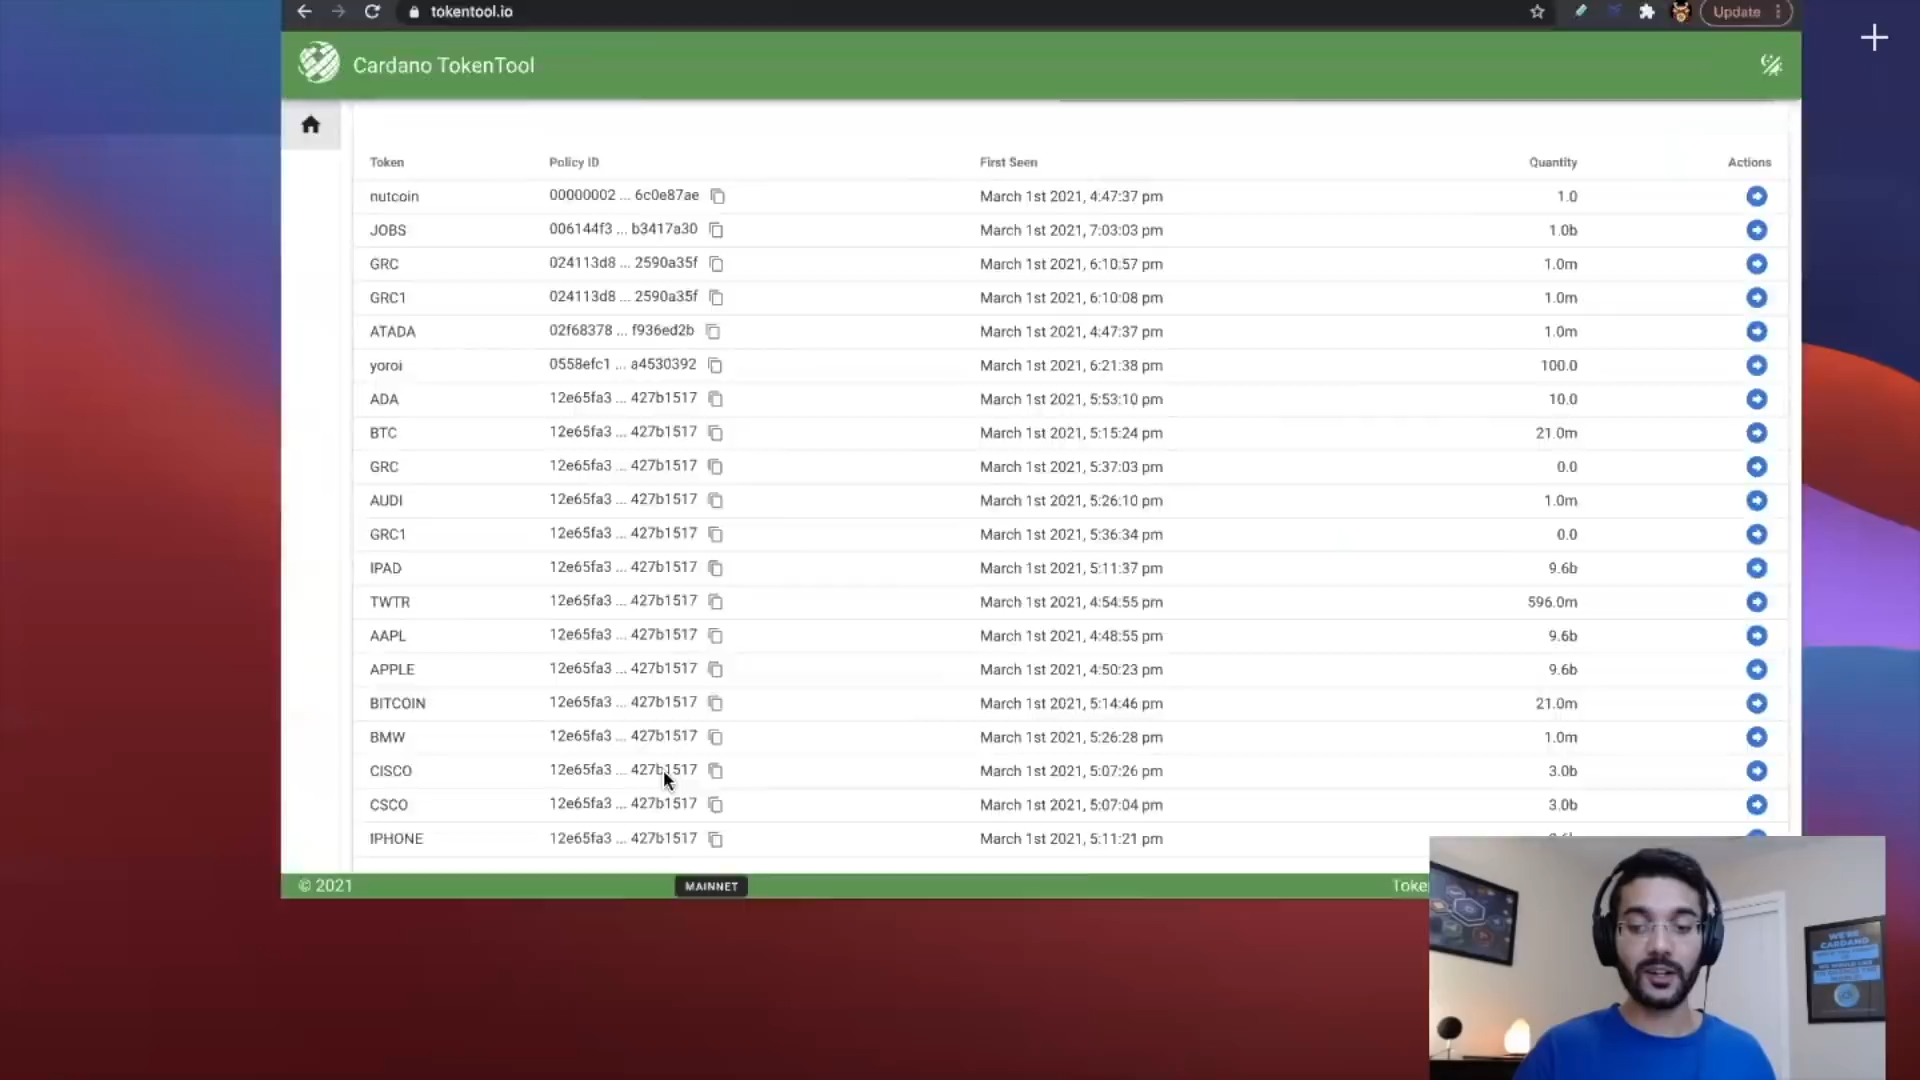 tokentool.io
Update
Cardano TokenTool
Token Policy ID First Seen Quantity Actions
nutcoin 00000002 ... 6c0e87ae March 1st 2021, 4:47:37 pm 1.0
JOBS 006144f3 ... b3417a30 March 1st 2021, 7:03:03 pm 1.0b
GRC 024113d8 ... 2590a35f March 1st 2021, 6:10:57 pm 1.0m
GRC1 024113d8 ... 2590a35f March 1st 2021, 6:10:08 pm 1.0m
ATADA 02f68378 ... f936ed2b March 1st 2021, 4:47:37 pm 1.0m
yoroi 0558efc1 ... a4530392 March 1st 2021, 6:21:38 pm 100.0
ADA 12e65fa3 ... 427b1517 March 1st 2021, 5:53:10 pm 10.0
BTC 12e65fa3 ... 427b1517 March 1st 2021, 5:15:24 pm 21.0m
GRC 12e65fa3 ... 427b1517 March 1st 2021, 5:37:03 pm 0.0
AUDI 12e65fa3 ... 427b1517 March 1st 2021, 5:26:10 pm 1.0m
GRC1 12e65fa3 ... 427b1517 March 1st 2021, 5:36:34 pm 0.0
IPAD 12e65fa3 ... 427b1517 March 1st 2021, 5:11:37 pm 9.6b
TWTR 12e65fa3 ... 427b1517 March 1st 2021, 4:54:55 pm 596.0m
AAPL 12e65fa3 ... 427b1517 March 1st 2021, 4:48:55 pm 9.6b
APPLE 12e65fa3 ... 427b1517 March 1st 2021, 4:50:23 pm 9.6b
BITCOIN 12e65fa3 ... 427b1517 March 1st 2021, 5:14:46 pm 21.0m
BMW 12e65fa3 ... 427b1517 March 1st 2021, 5:26:28 pm 1.0m
CISCO 12e65fa3 ... 427b1517 March 1st 2021, 5:07:26 pm 3.0b
CSCO 12e65fa3 ... 427b1517 March 1st 2021, 5:07:04 pm 3.0b
IPHONE 12e65fa3 ... 427b1517 March 1st 2021, 5:11:21 pm
© 2021 MAINNET Toke
WE'RE
CARDANO